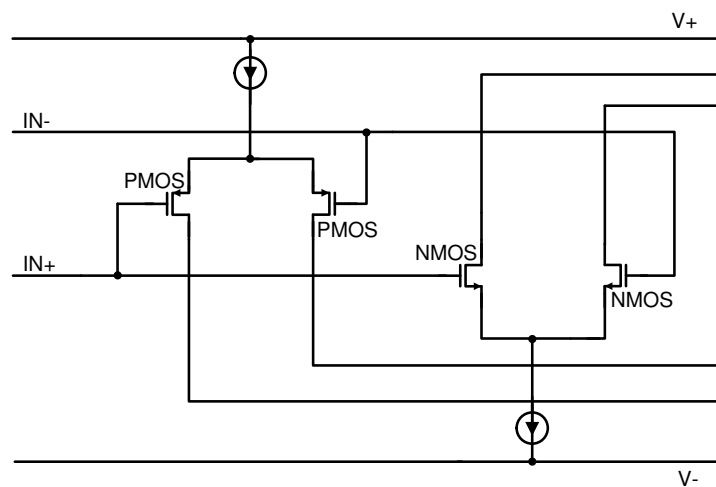 V+
IN-
PMOS
PMOS
NMOS
IN+
NMOS
V-